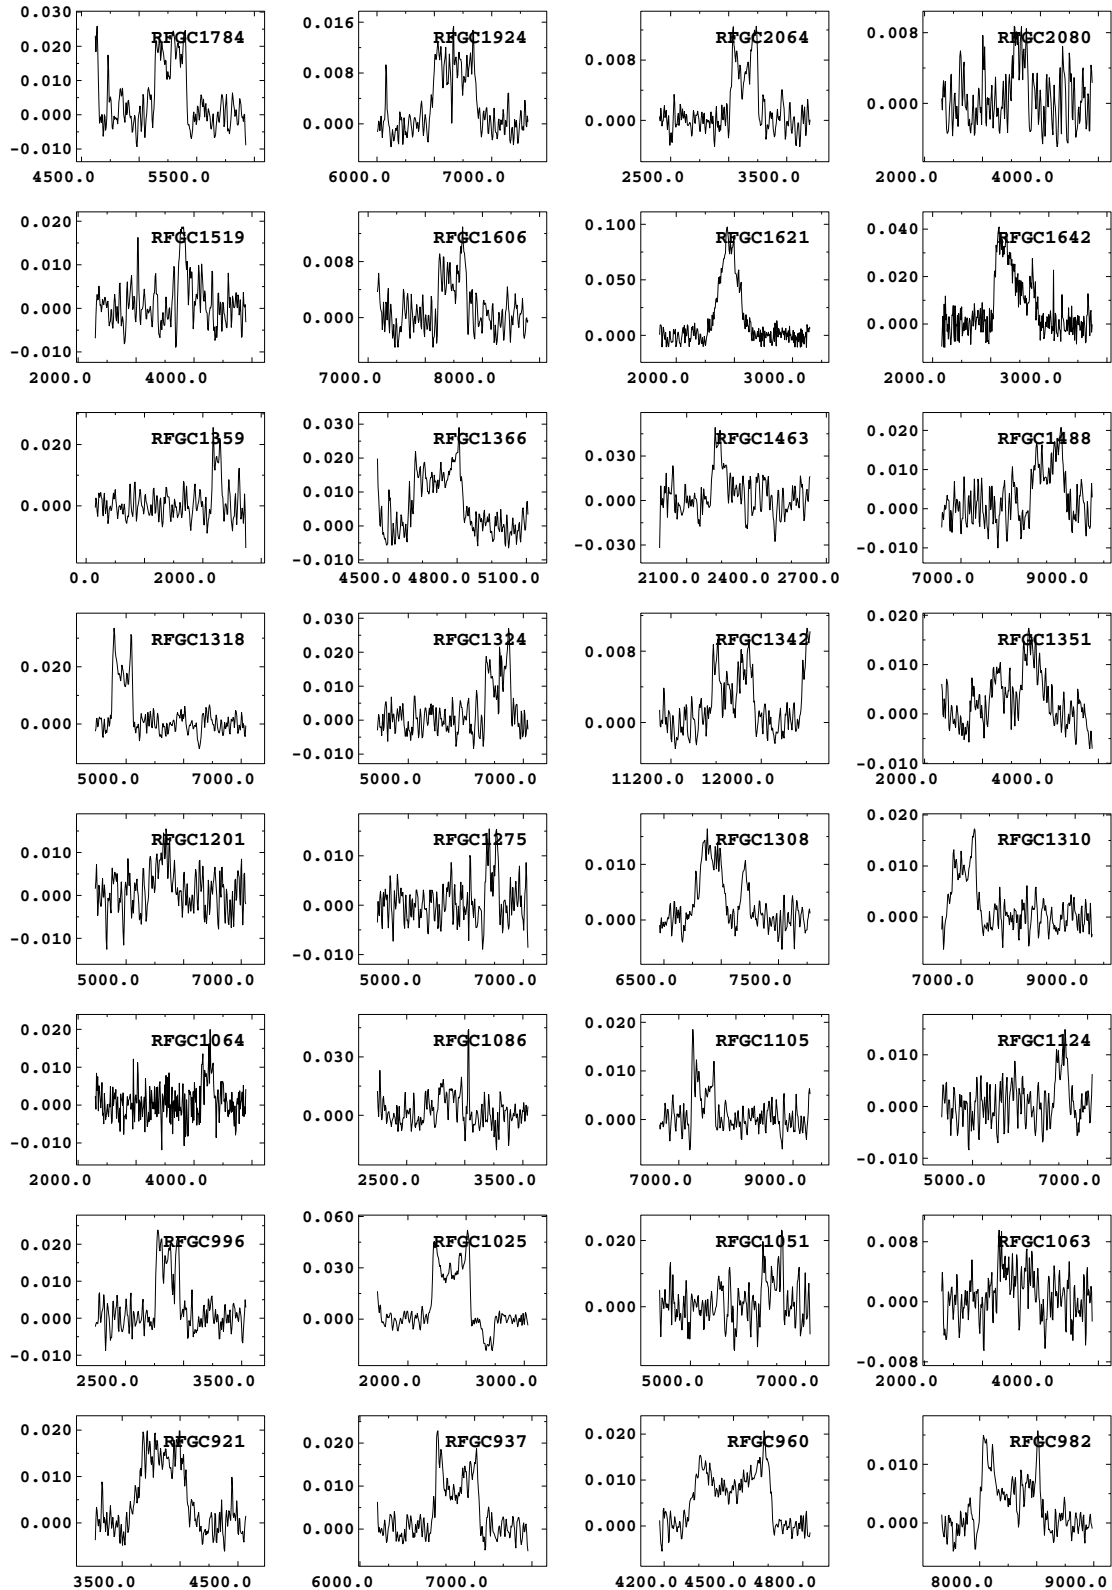 0.030 RFGC1784 0.016 RFGC1924 RFGC2064 RFGC2080
0.020 0.008 0.008 0.008
0.010
0.000 0.000 0.000 0.000
-0.010
4500.0 5500.0 6000.0 7000.0 2500.0 3500.0 2000.0 4000.0
0.020 RFGC1519 RFGC1606 0.100 RFGC1621 0.040 RFGC1642
0.010 0.008 0.050 0.020
0.000 0.000 0.000 0.000
-0.010
2000.0 4000.0 7000.0 8000.0 2000.0 3000.0 2000.0 3000.0
RFGC1359 0.030 RFGC1366 RFGC1463 RFGC1488
0.020 0.020 0.030 0.020
0.010 0.010
0.000 0.000 0.000 0.000
-0.010 -0.030 -0.010
0.0 2000.0 4500.0 4800.0 5100.0 2100.0 2400.0 2700.0 7000.0 9000.0
RFGC1318 0.030 RFGC1324 RFGC1342 0.020 RFGC1351
0.020 0.020 0.008 0.010
0.010
0.000 0.000 0.000 0.000
-0.010 -0.010
5000.0 7000.0 5000.0 7000.0 11200.0 12000.0 2000.0 4000.0
RFGC1201 RFGC1275 RFGC1308 0.020 RFGC1310
0.010 0.010 0.010 0.010
0.000 0.000 0.000 0.000
-0.010 -0.010
5000.0 7000.0 5000.0 7000.0 6500.0 7500.0 7000.0 9000.0
0.020 RFGC1064 RFGC1086 0.020 RFGC1105 RFGC1124
0.010 0.030 0.010 0.010
0.000 0.000 0.000 0.000
-0.010 -0.010
2000.0 4000.0 2500.0 3500.0 7000.0 9000.0 5000.0 7000.0
RFGC996 0.060 RFGC1025 RFGC1051 RFGC1063
0.020 0.030 0.020 0.008
0.010
0.000 0.000 0.000 0.000
-0.010 -0.008
2500.0 3500.0 2000.0 3000.0 5000.0 7000.0 2000.0 4000.0
0.020 RFGC921 RFGC937 0.020 RFGC960 RFGC982
0.010 0.020 0.010 0.010
0.010
0.000 0.000 0.000 0.000
3500.0 4500.0 6000.0 7000.0 4200.0 4500.0 4800.0 8000.0 9000.0